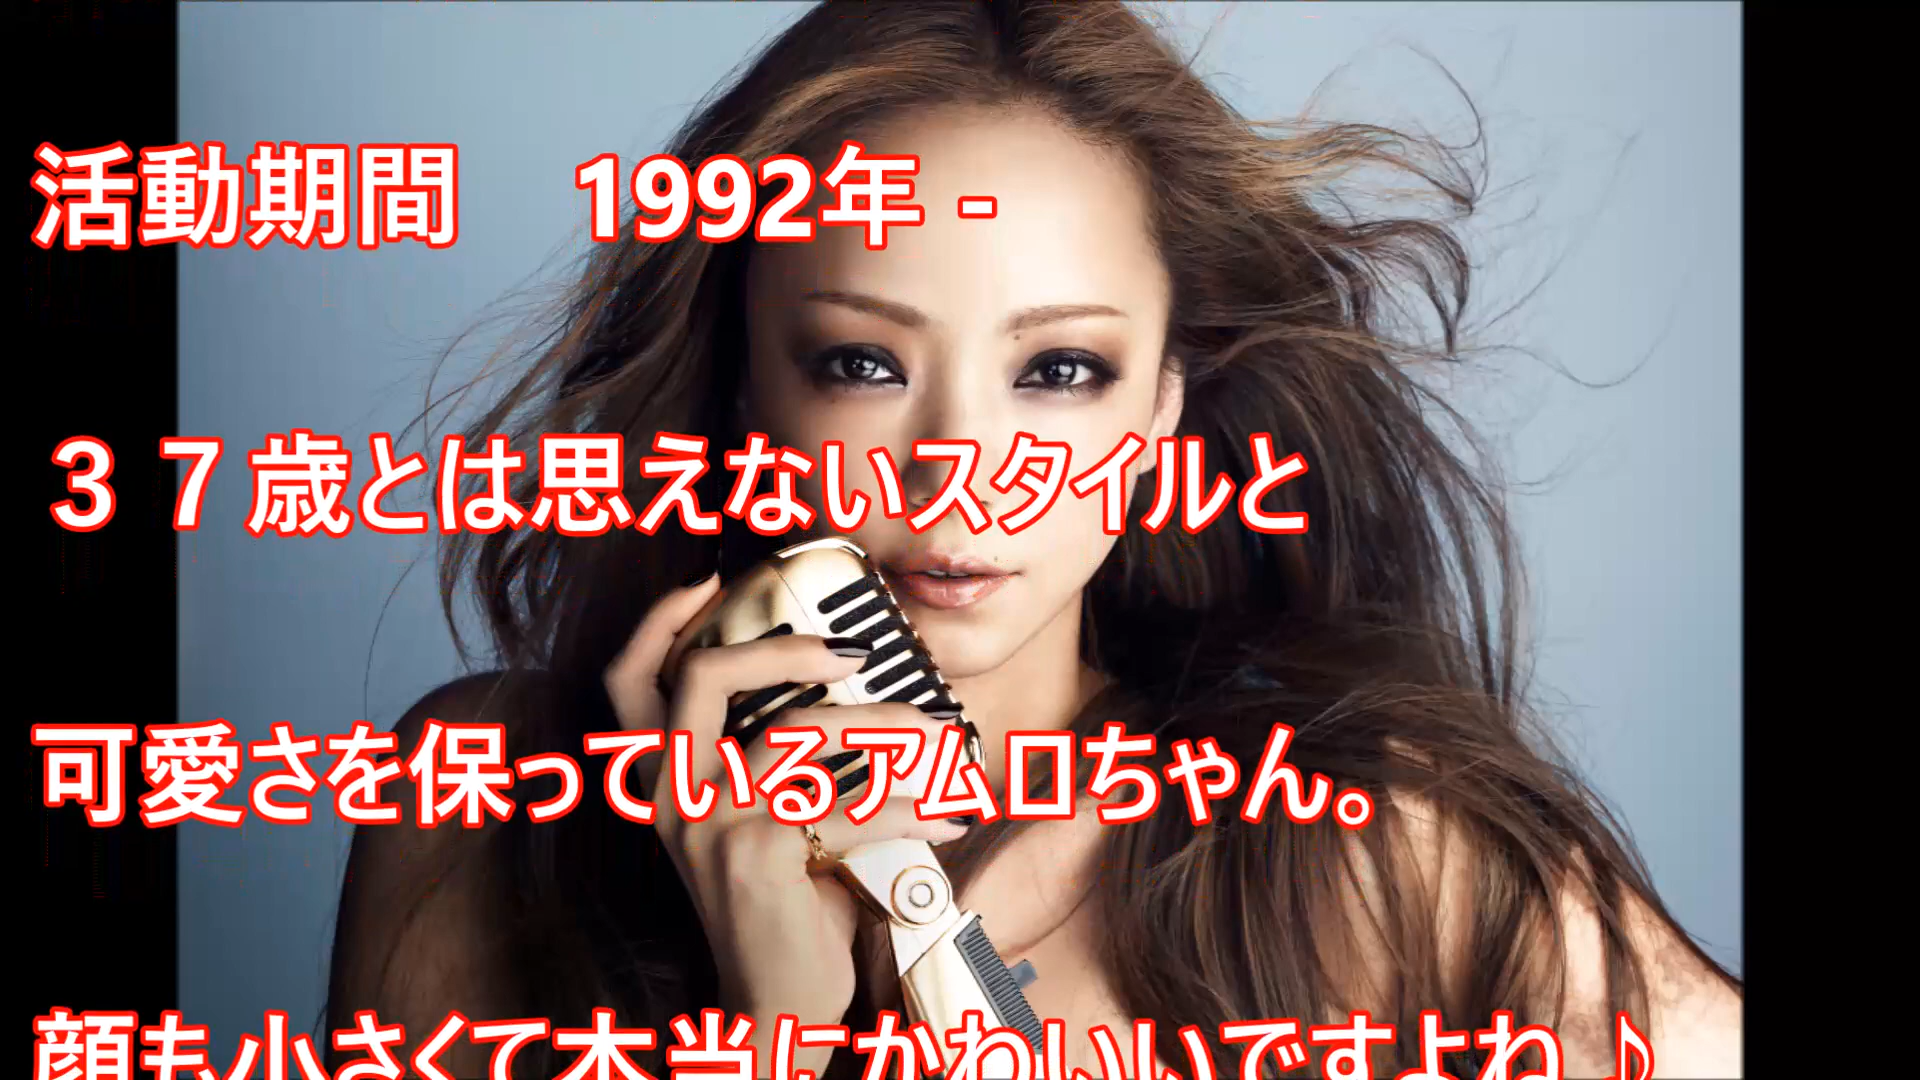 活動期間　1992年 -
３７歳とは思えないスタイルと
可愛さを保っているアムロちゃん。
顔も小さくて本当にかわいいですよね♪